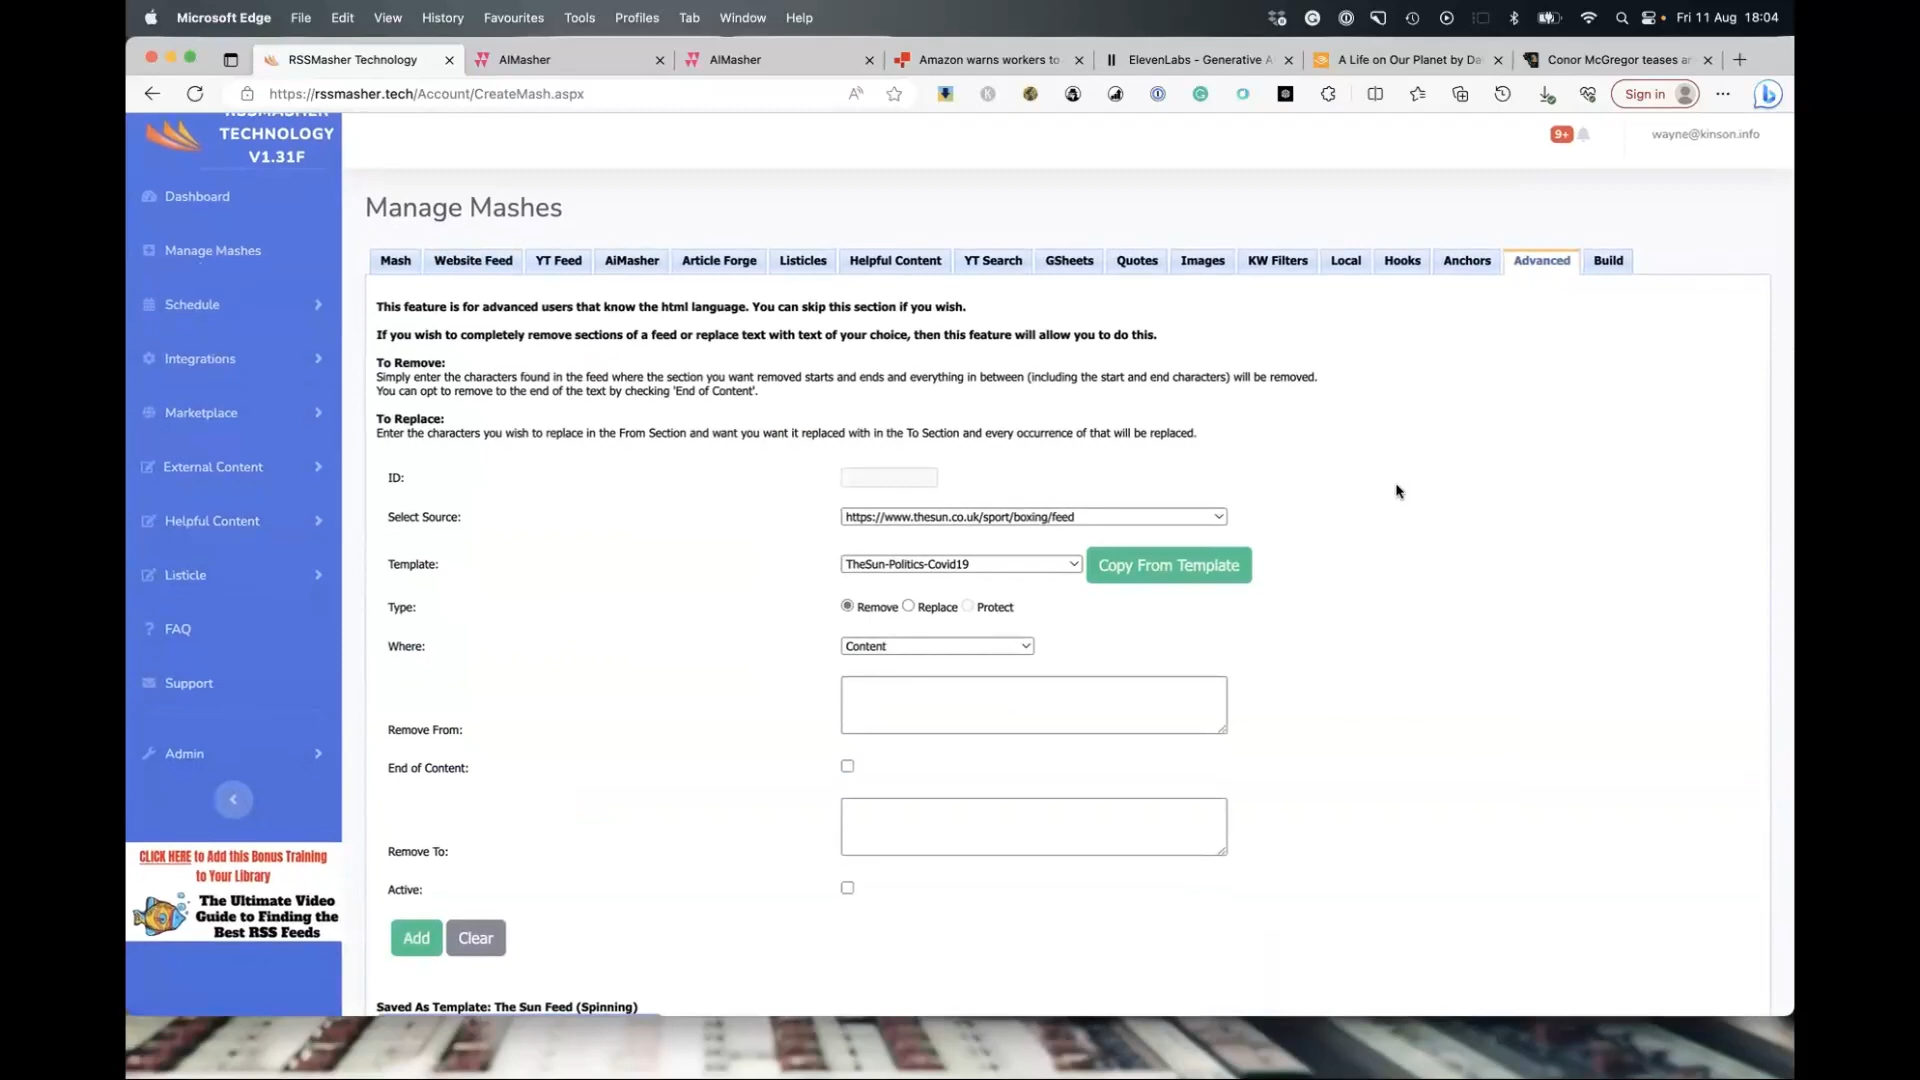 Microsoft Edge File Edit View History Favourites Tools Profiles Tab Window Help Fri 11 Aug 18:04
RSSMasher Technology AIMasher AIMasher Amazon warns workers to ElevenLabs - Generative A A Life on Our Planet by Da Conor McGregor teases ar
https://rssmasher.tech/Account/CreateMash.aspx Sign in
RSSMASHER
TECHNOLOGY
V1.31F
9+ wayne@kinson.info
Dashboard
Manage Mashes
Schedule
Integrations
Marketplace
External Content
Helpful Content
Listicle
FAQ
Support
Admin
CLICK HERE to Add this Bonus Training
to Your Library
The Ultimate Video
Guide to Finding the
Best RSS Feeds
Manage Mashes
Mash Website Feed YT Feed AiMasher Article Forge Listicles Helpful Content YT Search GSheets Quotes Images KW Filters Local Hooks Anchors Advanced Build
This feature is for advanced users that know the html language. You can skip this section if you wish.
If you wish to completely remove sections of a feed or replace text with text of your choice, then this feature will allow you to do this.
To Remove:
Simply enter the characters found in the feed where the section you want removed starts and ends and everything in between (including the start and end characters) will be removed.
You can opt to remove to the end of the text by checking 'End of Content'.
To Replace:
Enter the characters you wish to replace in the From Section and want you want it replaced with in the To Section and every occurrence of that will be replaced.
ID:
Select Source: https://www.thesun.co.uk/sport/boxing/feed
Template: TheSun-Politics-Covid19 Copy From Template
Type: Remove Replace Protect
Where: Content
Remove From:
End of Content:
Remove To:
Active:
Add Clear
Saved As Template: The Sun Feed (Spinning)